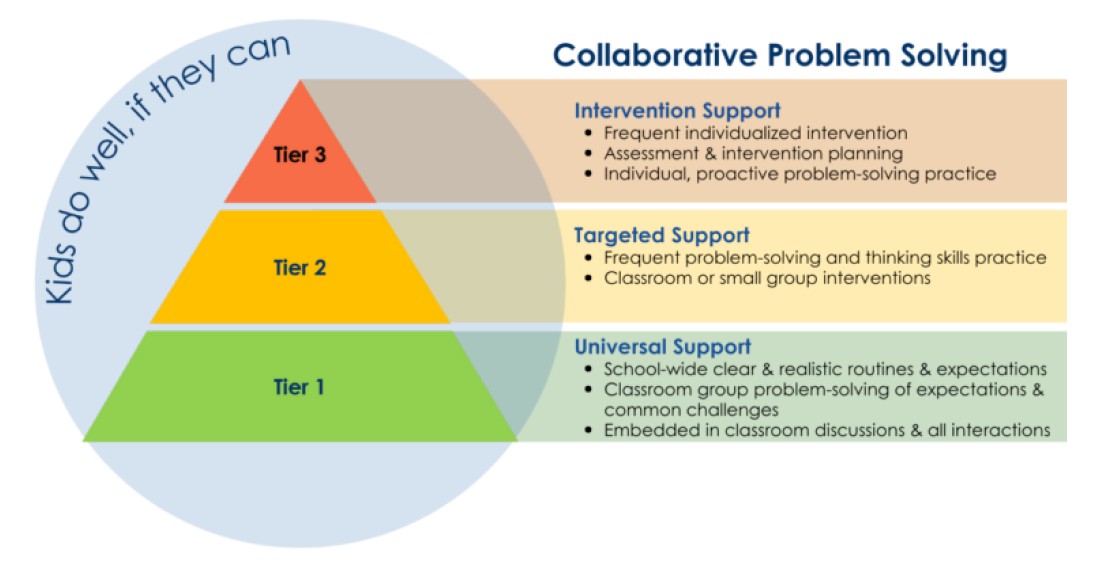 Kids do well, if they can
Collaborative Problem Solving
Tier 3
Intervention Support
• Frequent individualized intervention
• Assessment & intervention planning
• Individual, proactive problem-solving practice
Tier 2
Targeted Support
• Frequent problem-solving and thinking skills practice
• Classroom or small group interventions
Tier 1
Universal Support
• School-wide clear & realistic routines & expectations
• Classroom group problem-solving of expectations &
common challenges
• Embedded in classroom discussions & all interactions